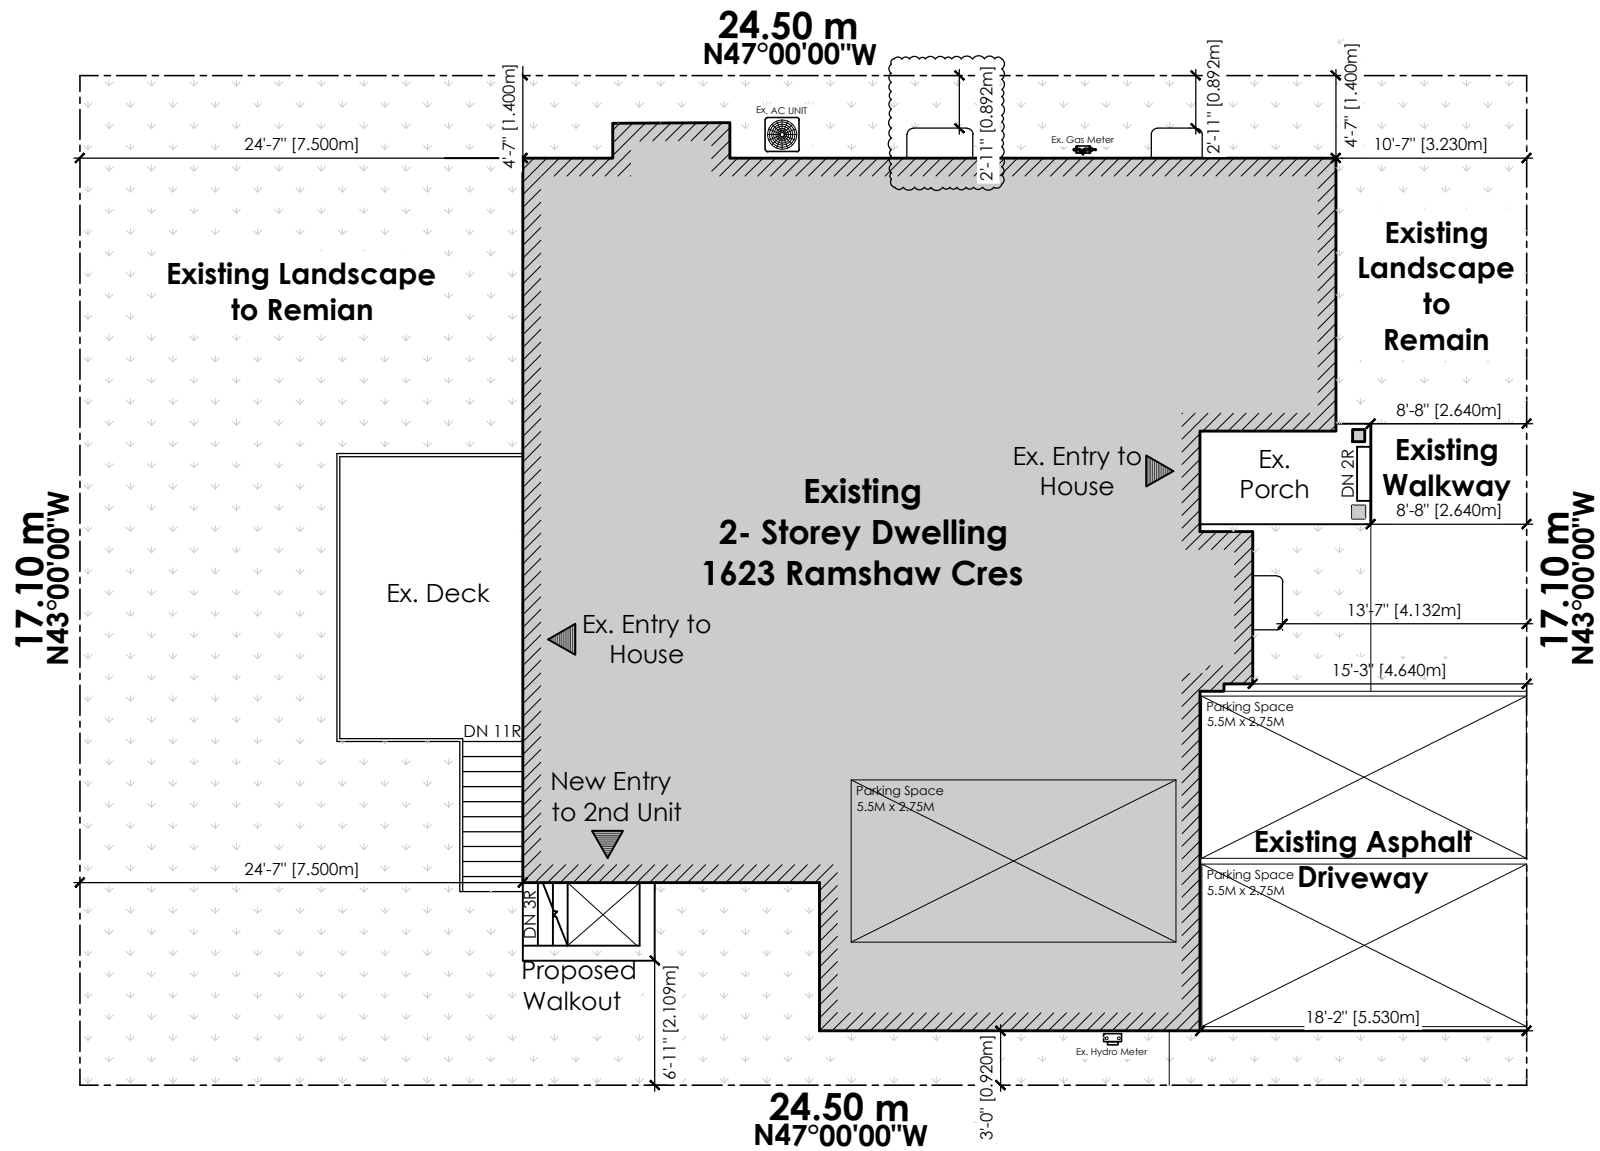 24.50 m
N47°00'00"W
4'-7" [1.400m]
2'-11" [0.892m]
2'-11" [0.892m]
4'-7" [1.400m]
Ex. AC UNIT
Ex. Gas Meter
24'-7" [7.500m]
10'-7" [3.230m]
Existing Landscape
to Remian
Existing
Landscape
to
Remain
8'-8" [2.640m]
Ex. Entry to
House
Ex.
Porch
DN 2R
Existing
Walkway
8'-8" [2.640m]
Existing
2- Storey Dwelling
1623 Ramshaw Cres
17.10 m
N43°00'00"W
17.10 m
N43°00'00"W
Ex. Deck
13'-7" [4.132m]
Ex. Entry to
House
15'-3" [4.640m]
Parking Space
5.5M x 2.75M
DN 11R
New Entry
to 2nd Unit
Parking Space
5.5M x 2.75M
Existing Asphalt
Driveway
Parking Space
5.5M x 2.75M
24'-7" [7.500m]
DN 3R
Proposed
Walkout
6'-11" [2.109m]
18'-2" [5.530m]
3'-0" [0.920m]
Ex. Hydro Meter
24.50 m
N47°00'00"W